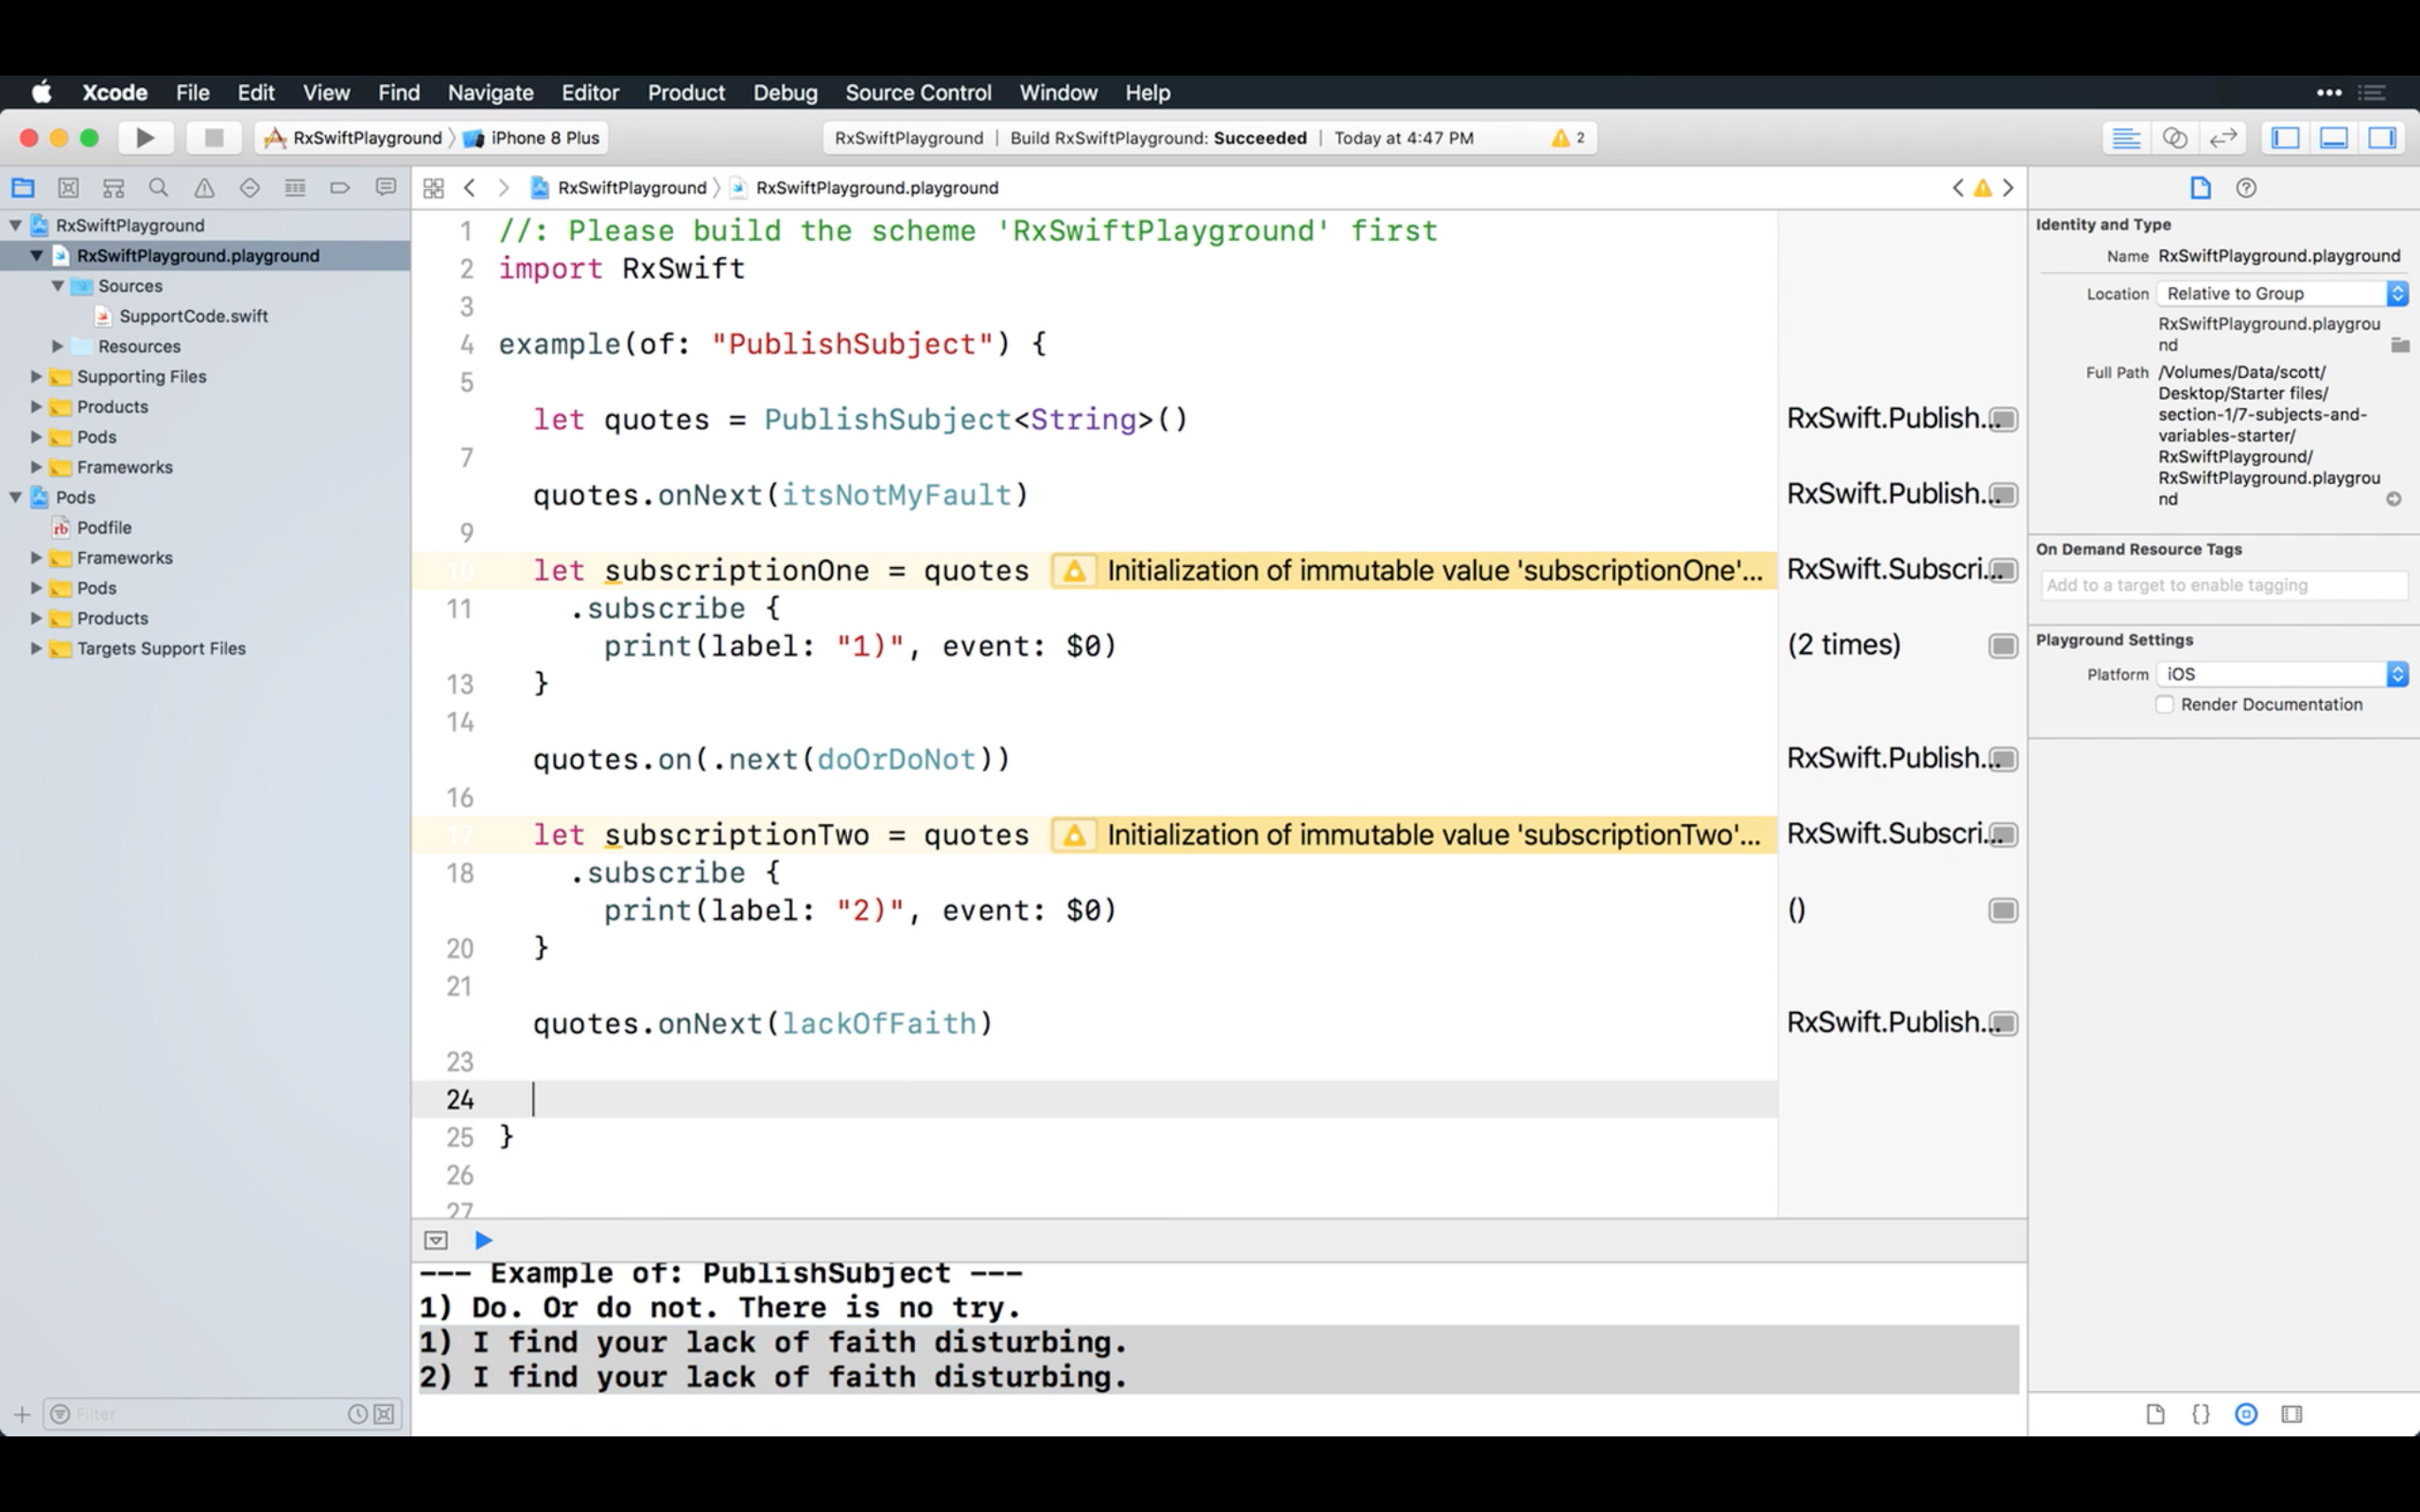 Xcode File Edit View Find Navigate Editor Product Debug Source Control Window Help
RxSwiftPlayground iPhone 8 Plus
RxSwiftPlayground | Build RxSwiftPlayground: Succeeded | Today at 4:47 PM 2
RxSwiftPlayground RxSwiftPlayground.playground
RxSwiftPlayground
RxSwiftPlayground.playground
Sources
SupportCode.swift
Resources
Supporting Files
Products
Pods
Frameworks
Pods
Podfile
Frameworks
Pods
Products
Targets Support Files
Filter
1 //: Please build the scheme 'RxSwiftPlayground' first
2 import RxSwift
3
4 example(of: "PublishSubject") {
5
let quotes = PublishSubject<String>() RxSwift.Publish...
7
quotes.onNext(itsNotMyFault) RxSwift.Publish...
9
10 let subscriptionOne = quotes Initialization of immutable value 'subscriptionOne'... RxSwift.Subscri...
11 .subscribe {
print(label: "1)", event: $0) (2 times)
13 }
14
quotes.on(.next(doOrDoNot)) RxSwift.Publish...
16
17 let subscriptionTwo = quotes Initialization of immutable value 'subscriptionTwo'... RxSwift.Subscri...
18 .subscribe {
print(label: "2)", event: $0) ()
20 }
21
quotes.onNext(lackOfFaith) RxSwift.Publish...
23
24
25 }
26
27
--- Example of: PublishSubject ---
1) Do. Or do not. There is no try.
1) I find your lack of faith disturbing.
2) I find your lack of faith disturbing.
Identity and Type
Name RxSwiftPlayground.playground
Location Relative to Group
RxSwiftPlayground.playgrou
nd
Full Path /Volumes/Data/scott/
Desktop/Starter files/
section-1/7-subjects-and-
variables-starter/
RxSwiftPlayground/
RxSwiftPlayground.playgrou
nd
On Demand Resource Tags
Add to a target to enable tagging
Playground Settings
Platform iOS
Render Documentation